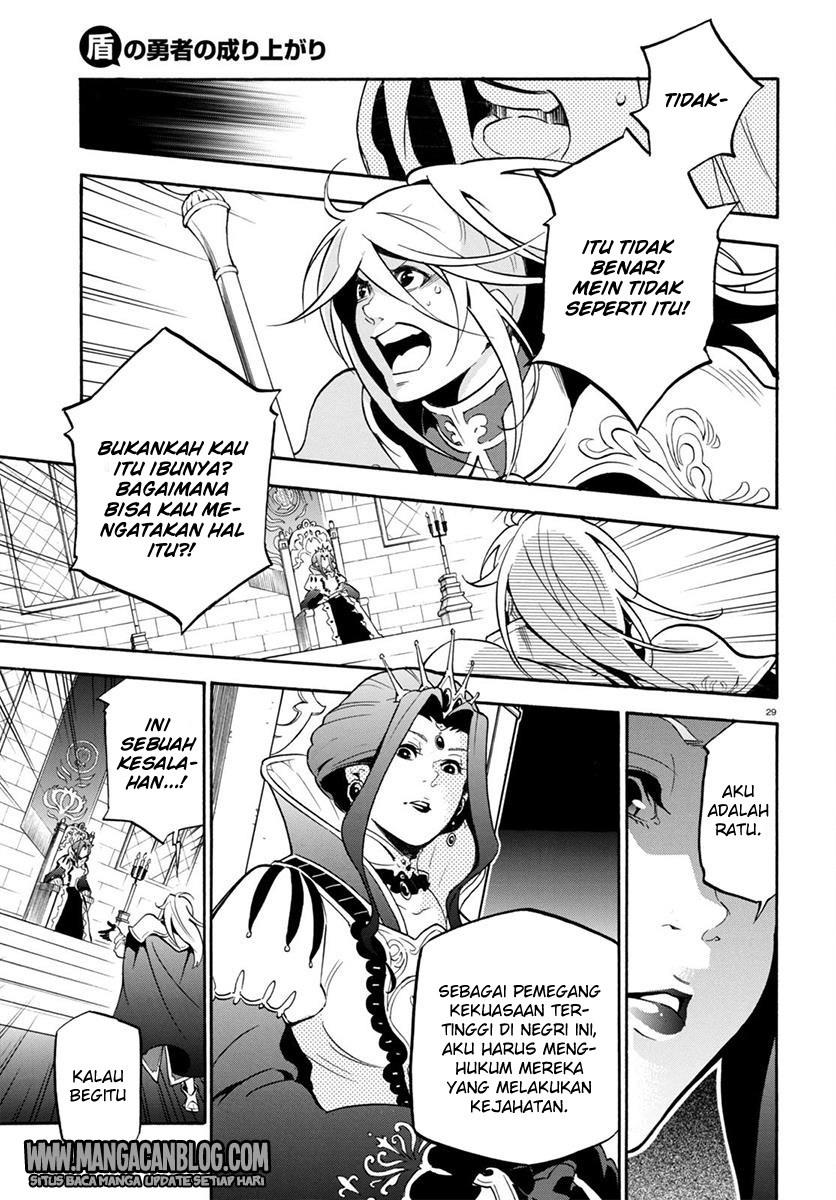 盾の勇者の成り上がり
TIDAK-
ITU TIDAK
BENAR!
MEIN TIDAK
SEPERTI ITU!
BUKANKAH KAU
ITU IBUNYA?
BAGAIMANA
BISA KAU ME-
NGATAKAN HAL
ITU?!
29
AKU
ADALAH
RATU.
SEBAGAI PEMEGANG
KEKUASAAN TER-
TINGGI DI NEGRI INI,
AKU HARUS MENG-
HUKUM MEREKA
YANG MELAKUKAN
KEJAHATAN.
INI
SEBUAH
KESALA-
HAN...!
KALAU
BEGITU
WWW.MANGACANBLOG.COM
SITUS BACA MANGA UPDATE SETIAP HARI